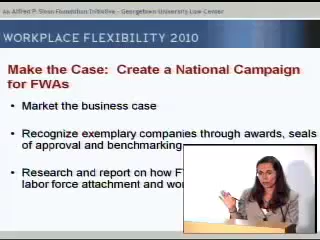 an Alfred P. Sloan Foundation Initiative - Georgetown University Law Center
WORKPLACE FLEXIBILITY 2010
Make the Case: Create a National Campaign
for FWAs
• Market the business case
• Recognize exemplary companies through awards, seals
of approval and benchmarking
• Research and report on how
labor force attachment and